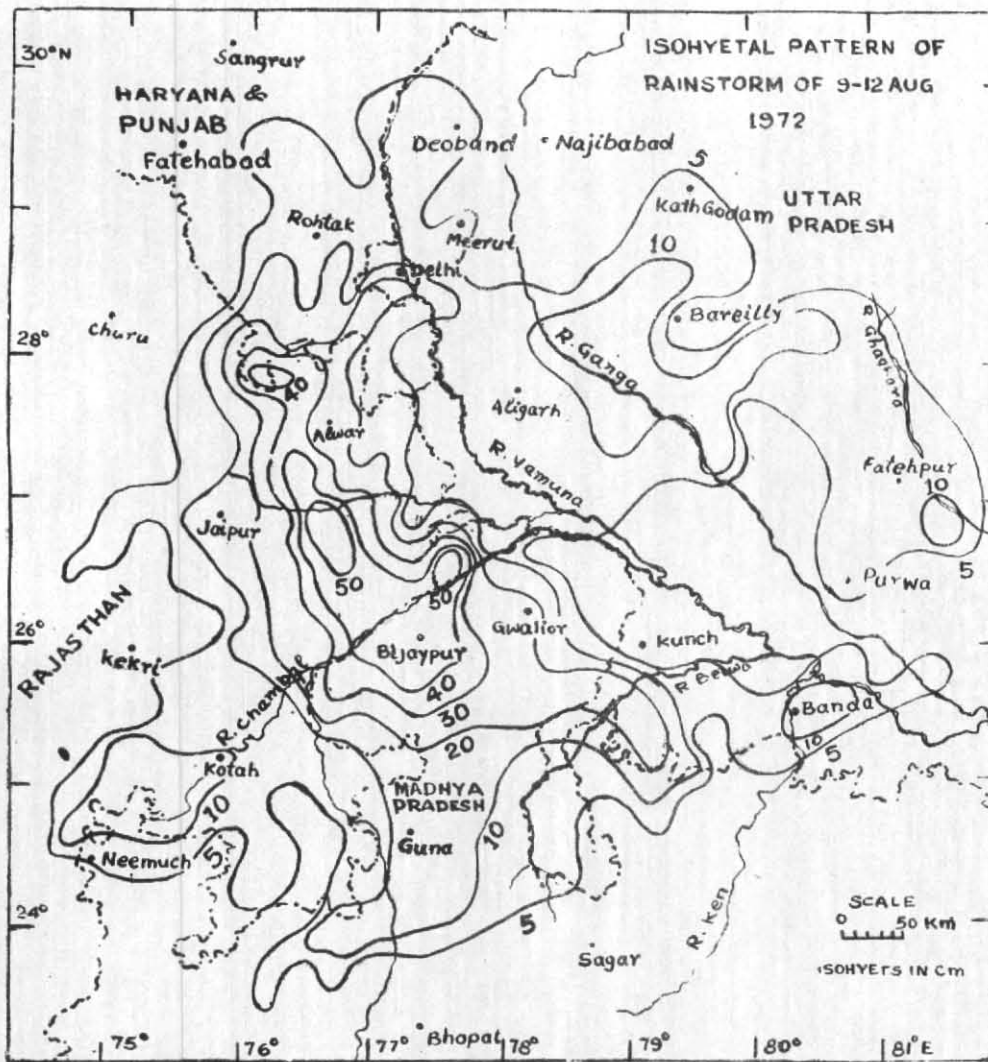 30°N
Sangrur
ISOHYETAL PATTERN OF
RAINSTORM OF 9-12 AUG
1972
HARYANA &
PUNJAB
Fatehabad
Deoband
Najibabad
5
KathGodam
UTTAR
PRADESH
Rohtak
Meerut
10
Delhi
Churu
Bareilly
28°
R. Ganga
R Ghaghara
40
Alwar
Aligarh
R. Yamuna
Fatehpur
10
Jaipur
50
50
Purwa
5
RAJASTHAN
26°
Kekri
Bijaypur
Gwalior
Kunch
R. Betwa
40
30
R. Chambal
20
Banda
10
5
Kotah
MADHYA
PRADESH
10
Guna
10
5
Neemuch
24°
5
R. Ken
SCALE
0 50 Km
Sagar
ISOHYETS IN Cm
Bhopal
75° 76° 77° 78° 79° 80° 81°E